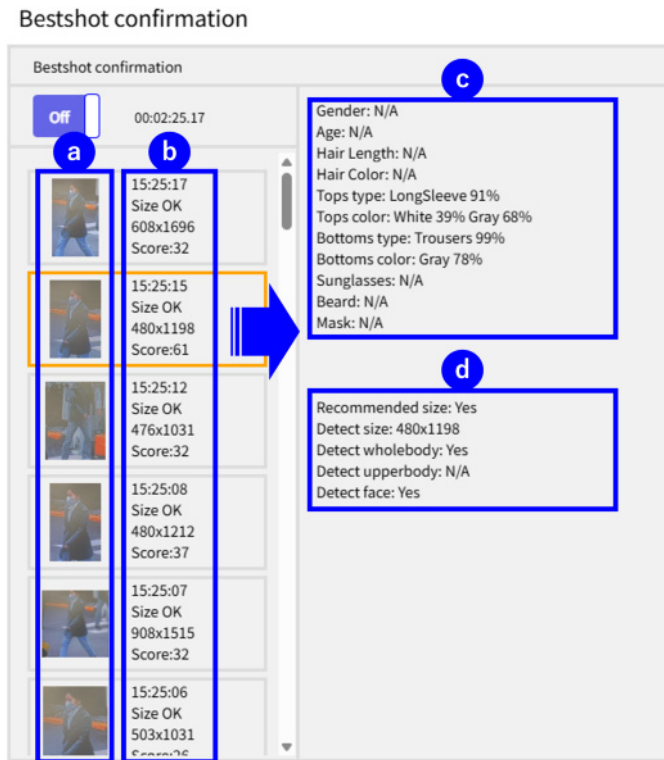 Bestshot confirmation
Bestshot confirmation
Off
00:02:25.17
a
b
15:25:17
Size OK
608x1696
Score:32
15:25:15
Size OK
480x1198
Score:61
15:25:12
Size OK
476x1031
Score:32
15:25:08
Size OK
480x1212
Score:37
15:25:07
Size OK
908x1515
Score:32
15:25:06
Size OK
503x1031
Score:26
c
Gender: N/A
Age: N/A
Hair Length: N/A
Hair Color: N/A
Tops type: LongSleeve 91%
Tops color: White 39% Gray 68%
Bottoms type: Trousers 99%
Bottoms color: Gray 78%
Sunglasses: N/A
Beard: N/A
Mask: N/A
d
Recommended size: Yes
Detect size: 480x1198
Detect wholebody: Yes
Detect upperbody: N/A
Detect face: Yes